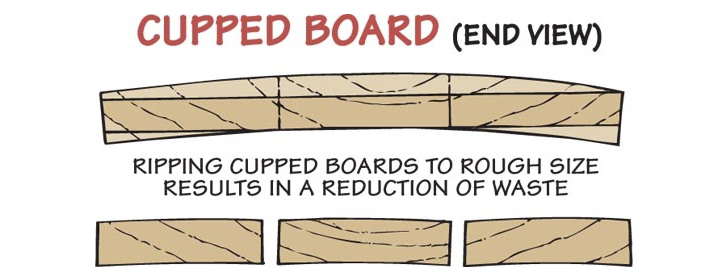 CUPPED BOARD (END VIEW)
RIPPING CUPPED BOARDS TO ROUGH SIZE
RESULTS IN A REDUCTION OF WASTE